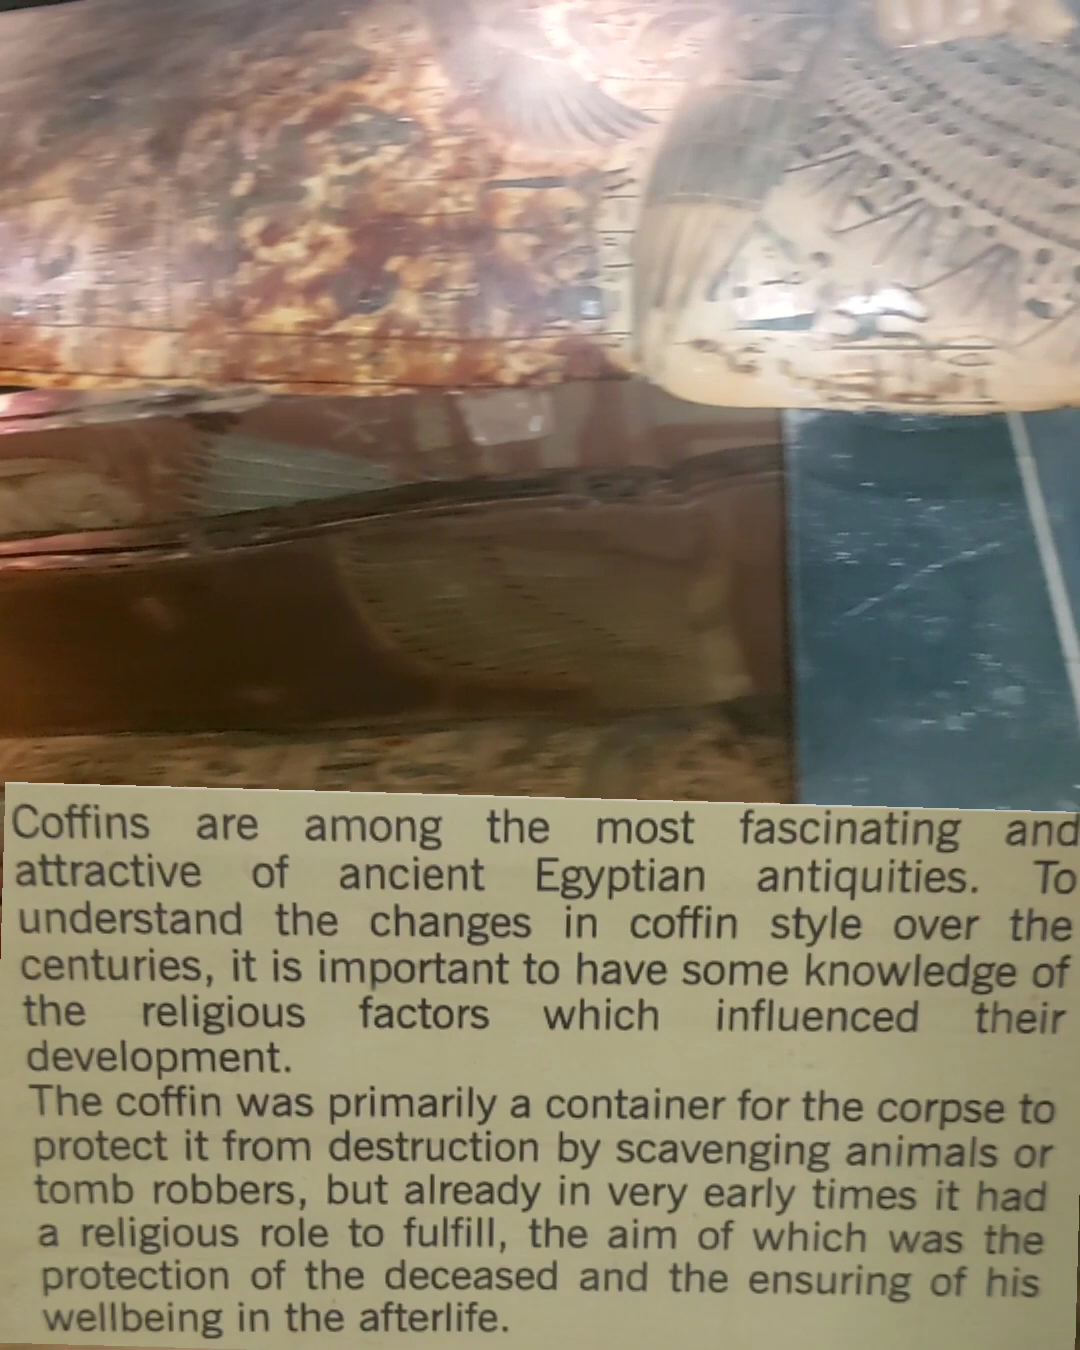 Coffins are among the most fascinating and
attractive of ancient Egyptian antiquities. To
understand the changes in coffin style over the
centuries, it is important to have some knowledge of
the religious factors which influenced their
development.
The coffin was primarily a container for the corpse to
protect it from destruction by scavenging animals or
tomb robbers, but already in very early times it had
a religious role to fulfill, the aim of which was the
protection of the deceased and the ensuring of his
wellbeing in the afterlife.